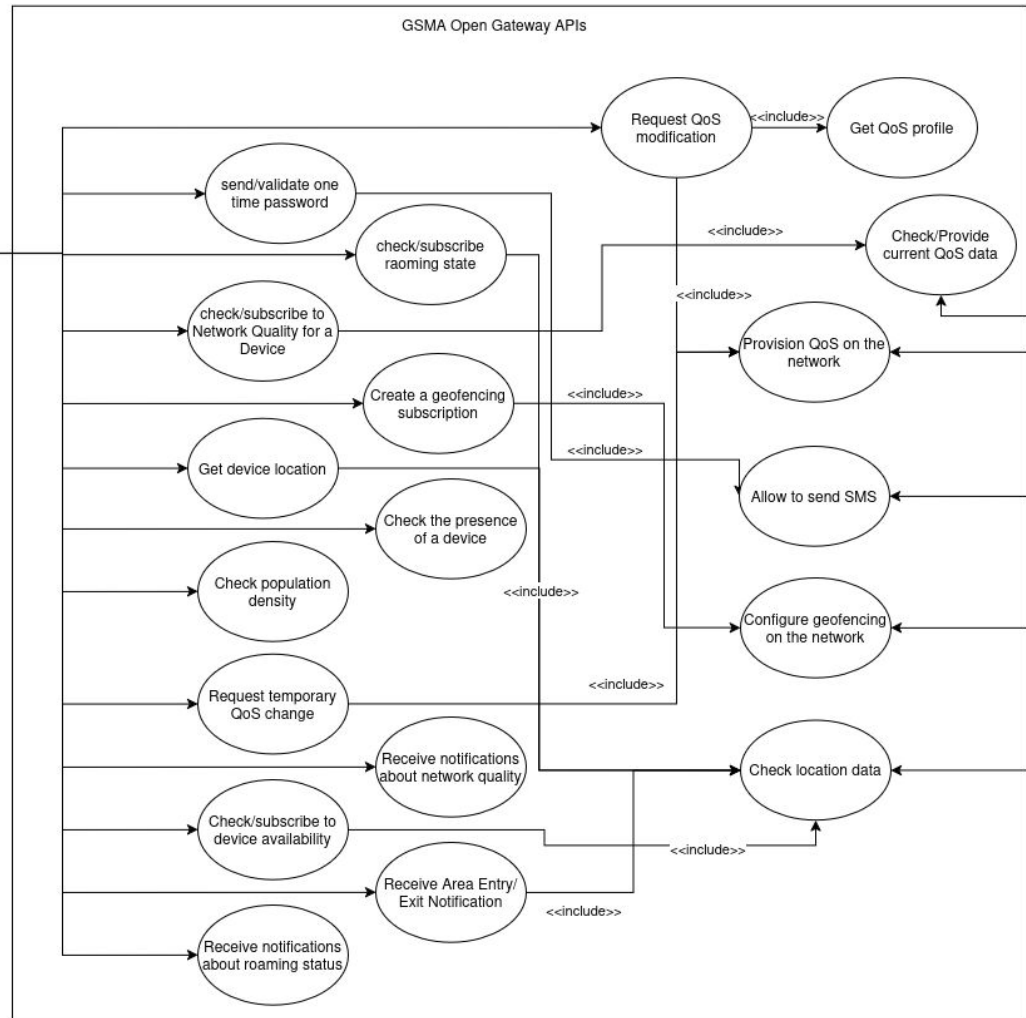 GSMA Open Gateway APIs
Request QoS
modification
<<include>>
Get QoS profile
send/validate one
time password
check/subscribe
raoming state
<<include>>
Check/Provide
current QoS data
check/subscribe to
Network Quality for a
Device
<<include>>
Provision QoS on the
network
Create a geofencing
subscription
<<include>>
Get device location
<<include>>
Allow to send SMS
Check the presence
of a device
Check population
density
<<include>>
Configure geofencing
on the network
Request temporary
QoS change
<<include>>
Receive notifications
about network quality
Check location data
Check/subscribe to
device availability
<<include>>
Receive Area Entry/
Exit Notification
<<include>>
Receive notifications
about roaming status